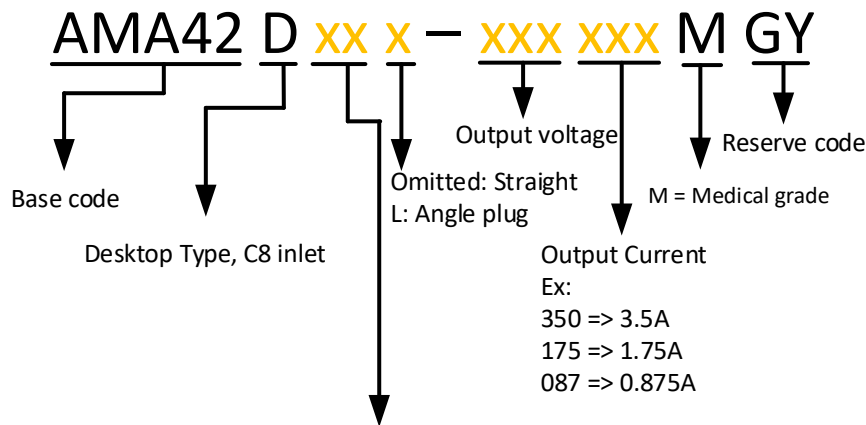 AMA42 D xx x – xxx xxx M GY
Output voltage
Reserve code
Base code
Omitted: Straight
L: Angle plug
M = Medical grade
Desktop Type, C8 inlet
Output Current
Ex:
350 => 3.5A
175 => 1.75A
087 => 0.875A